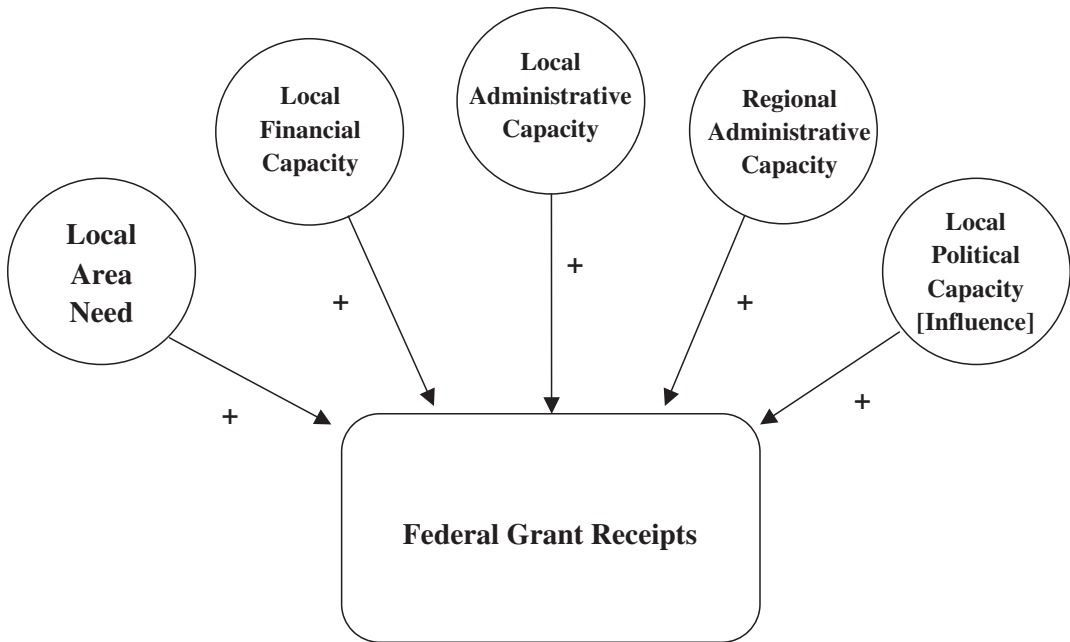 Local
Area
Need
+
Local
Financial
Capacity
+
Local
Administrative
Capacity
+
Regional
Administrative
Capacity
+
Local
Political
Capacity
[Influence]
+
Federal Grant Receipts